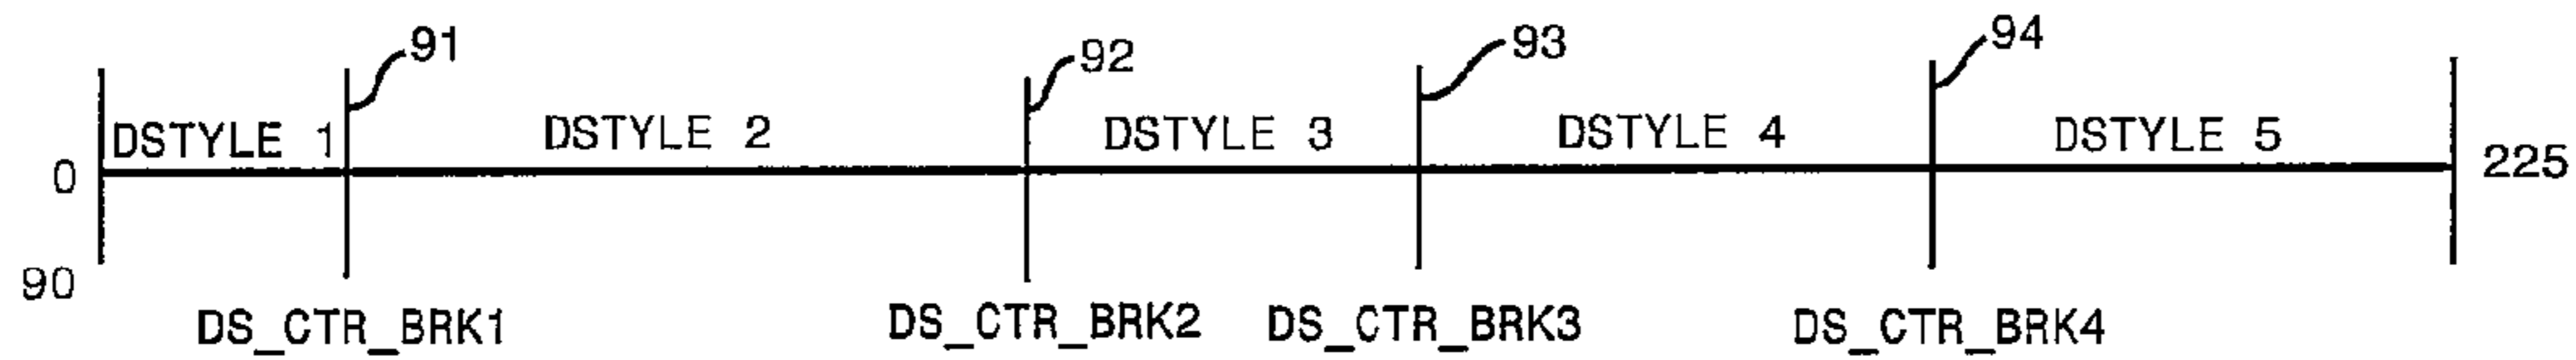 91
92
93
94
DSTYLE 1
DSTYLE 2
DSTYLE 3
DSTYLE 4
DSTYLE 5
0
225
90
DS_CTR_BRK1
DS_CTR_BRK2
DS_CTR_BRK3
DS_CTR_BRK4